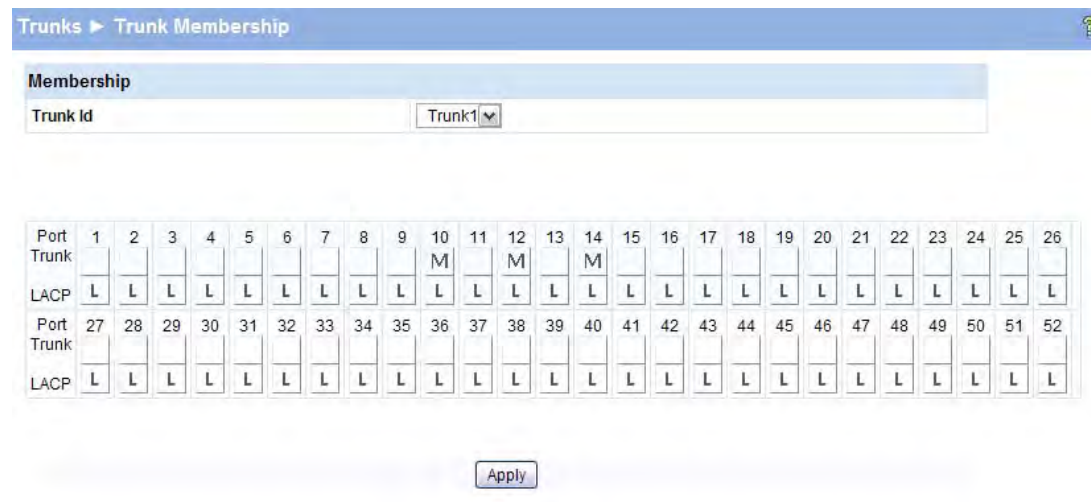 Trunks ► Trunk Membership
Membership
Trunk Id Trunk1
Port 1 2 3 4 5 6 7 8 9 10 11 12 13 14 15 16 17 18 19 20 21 22 23 24 25 26
Trunk M M M
LACP L L L L L L L L L L L L L L L L L L L L L L L L L L
Port 27 28 29 30 31 32 33 34 35 36 37 38 39 40 41 42 43 44 45 46 47 48 49 50 51 52
Trunk
LACP L L L L L L L L L L L L L L L L L L L L L L L L L L
Apply